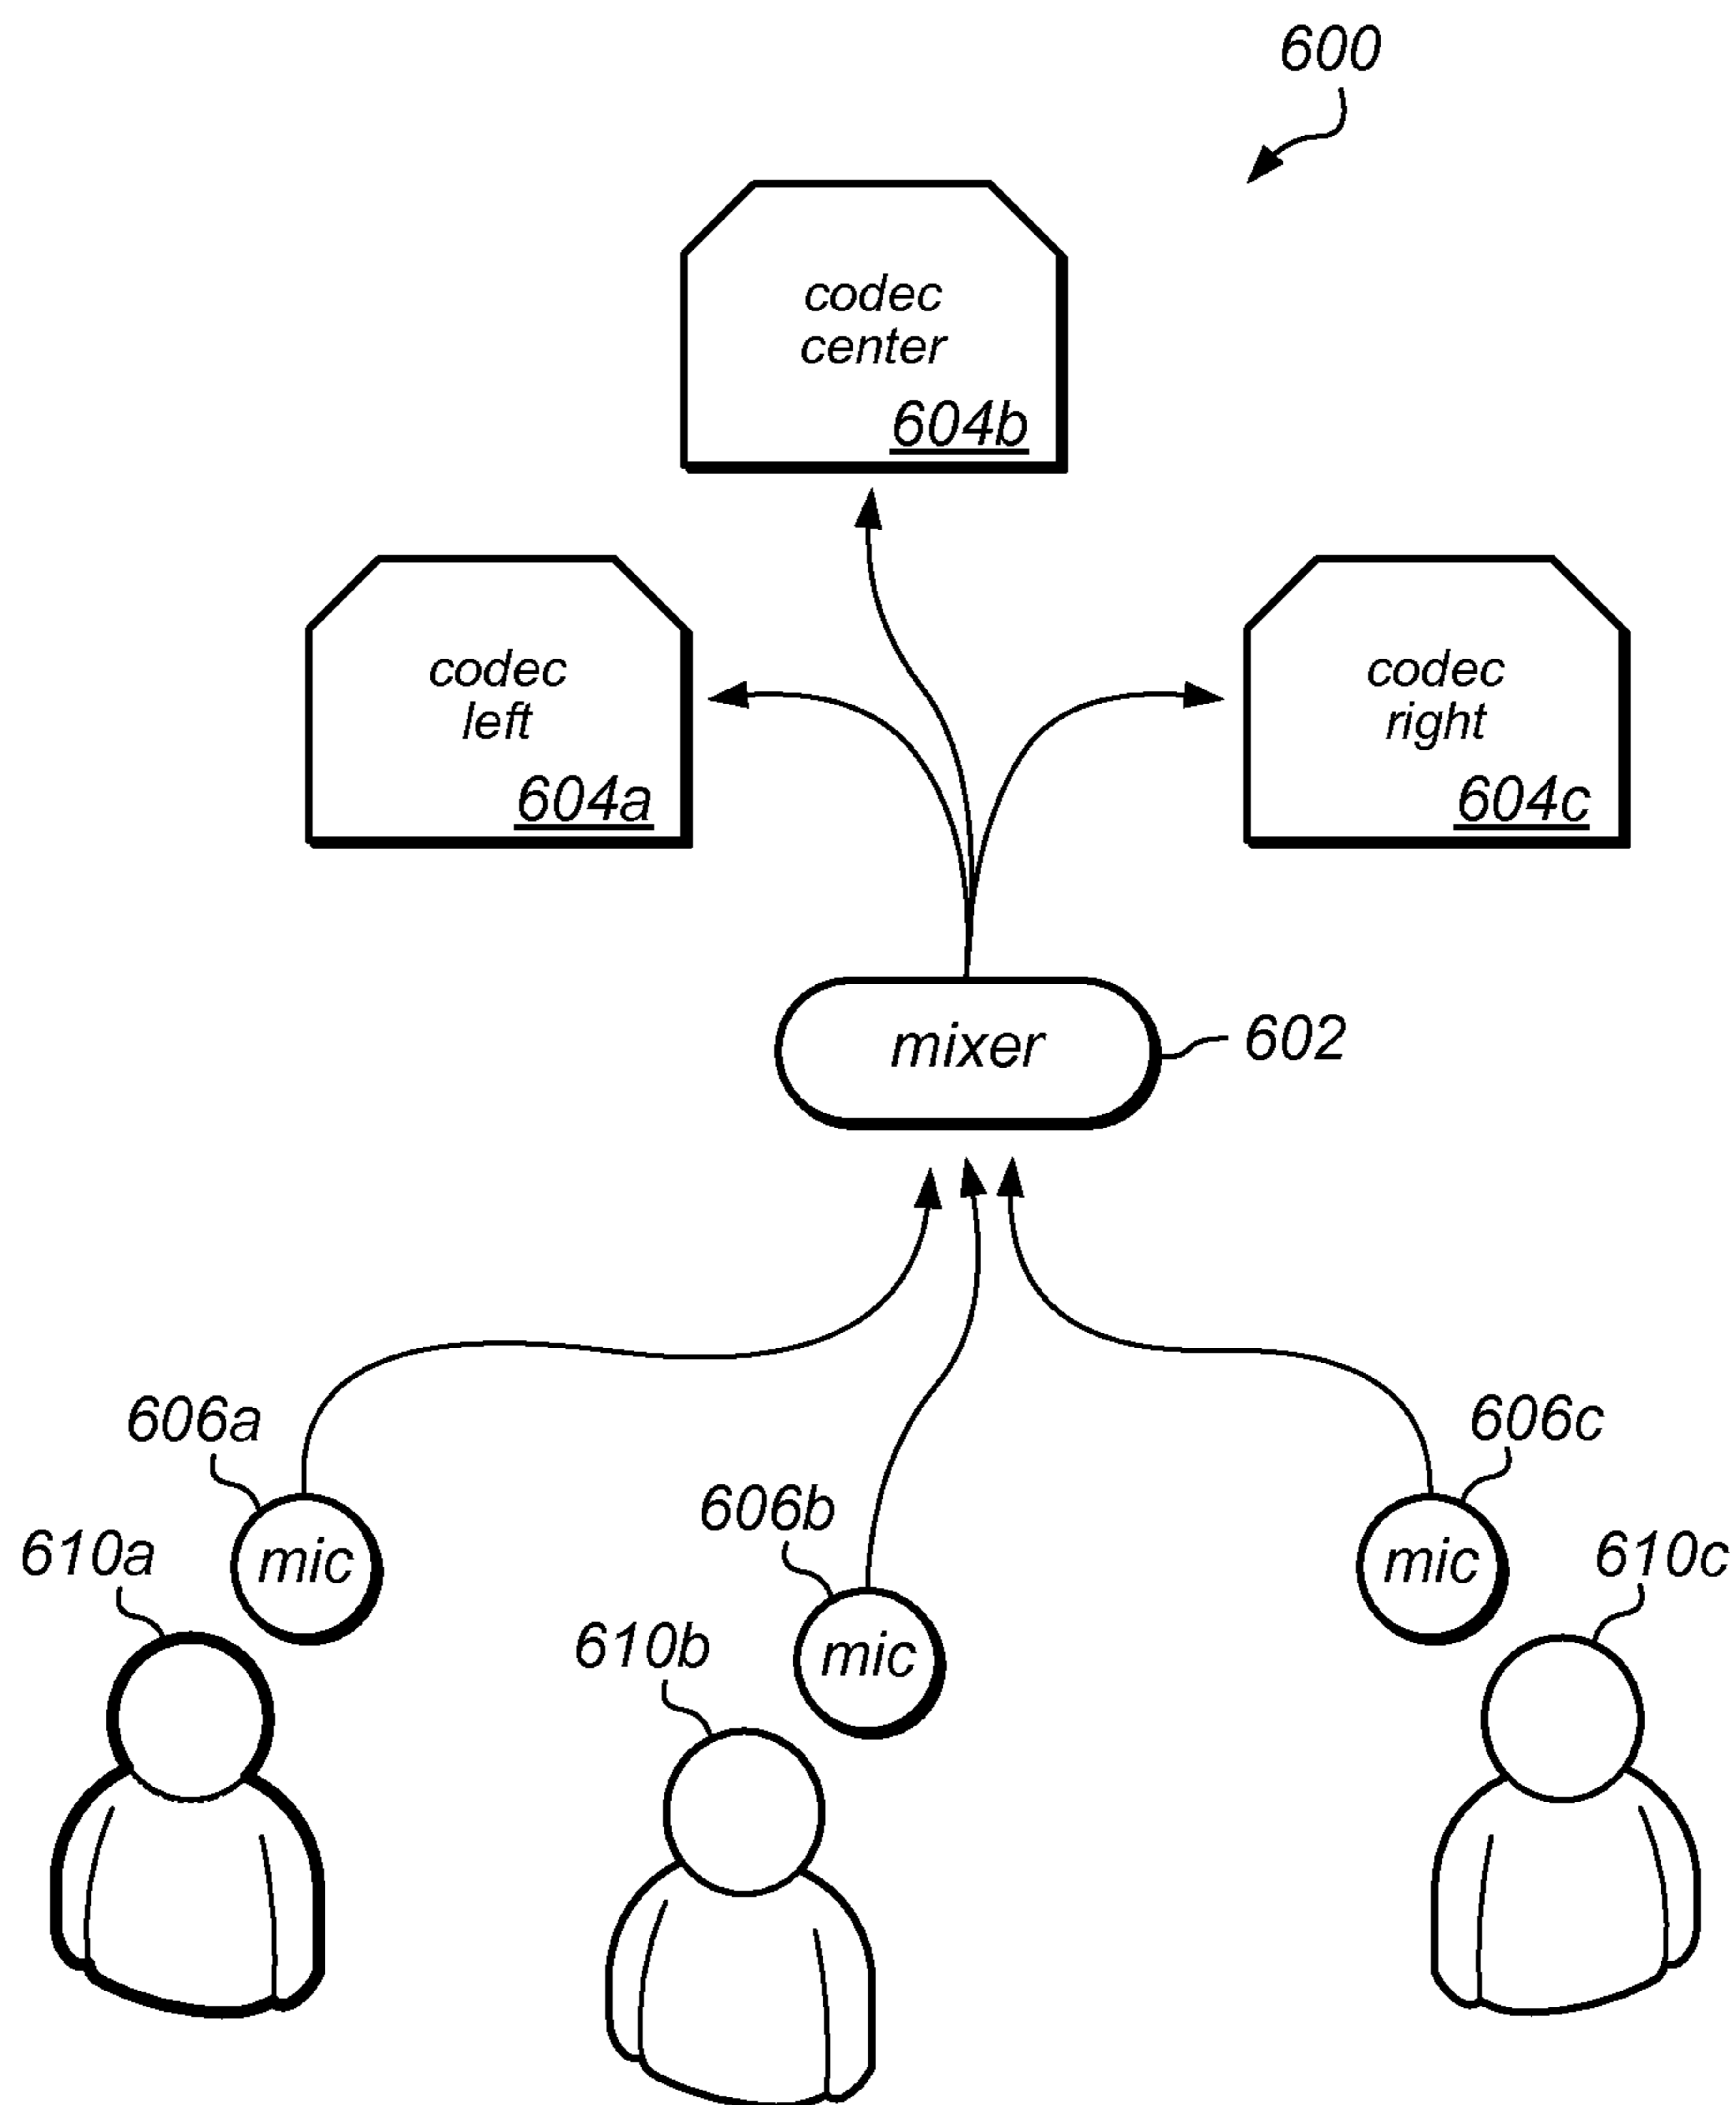 600
codec
center
604b
codec
left
604a
codec
right
604c
mixer
602
606a
606c
606b
610a
mic
mic
610c
610b
mic